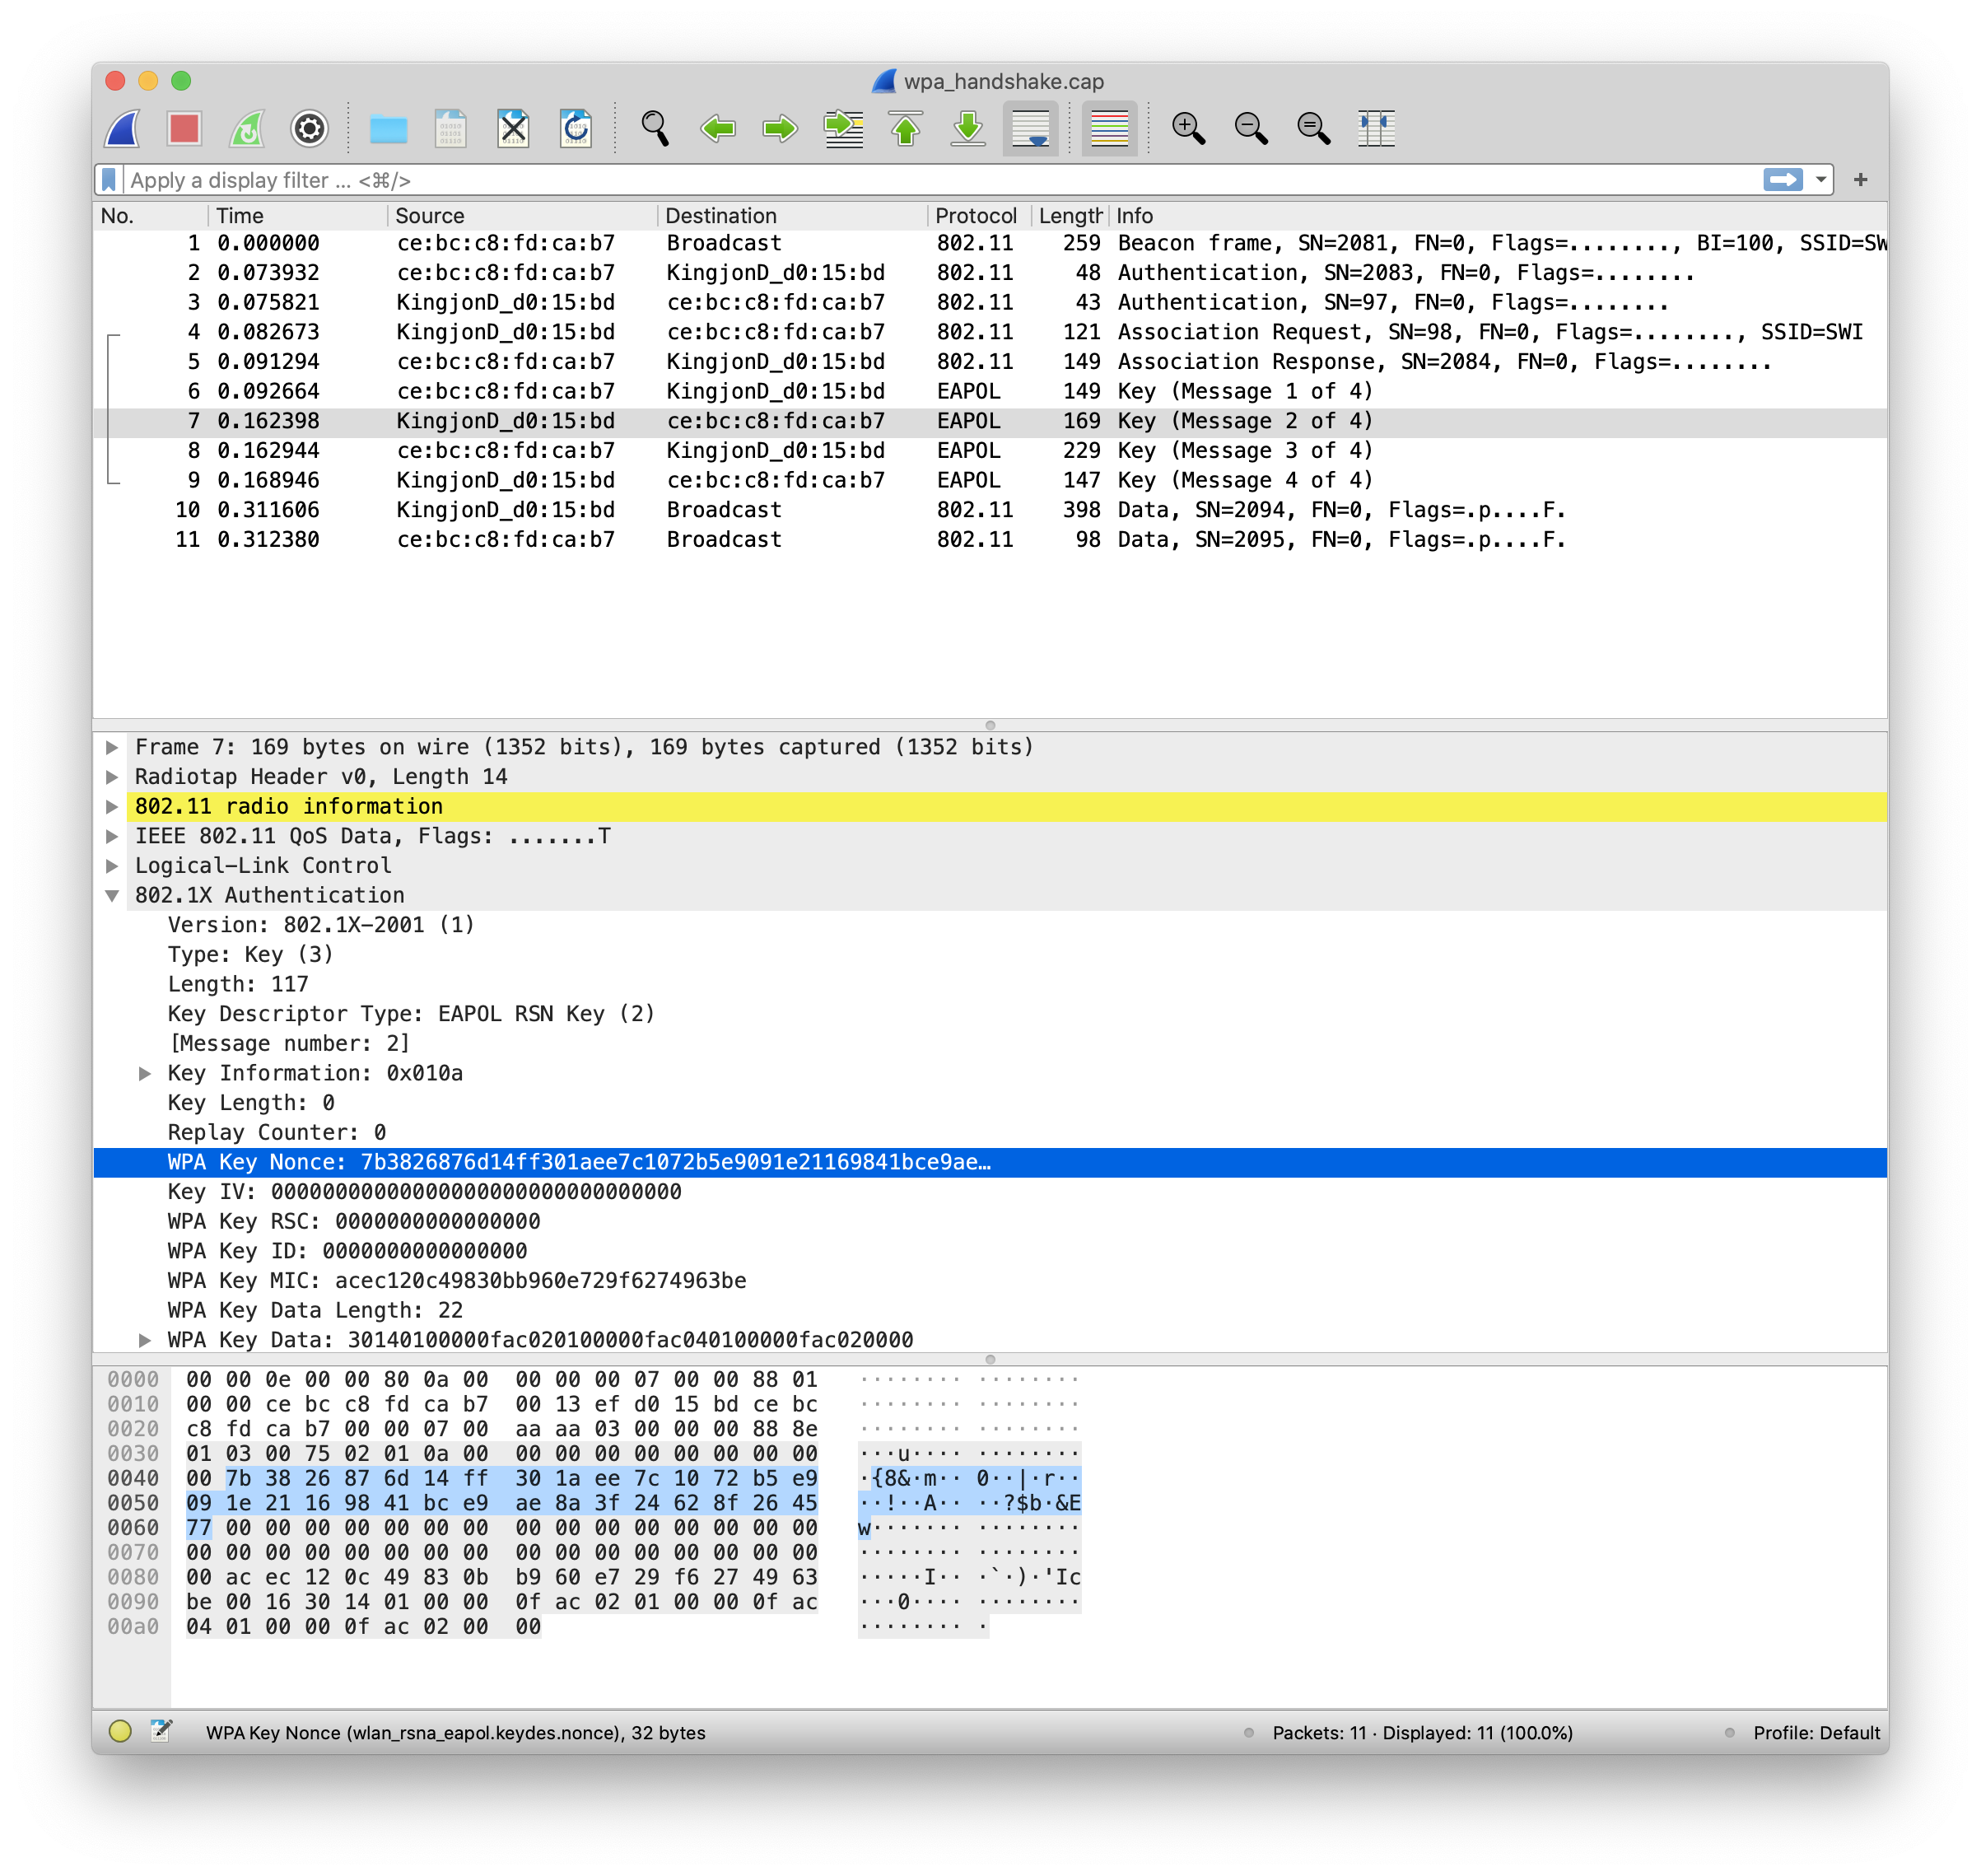 wpa_handshake.cap
Apply a display filter ... <⌘/>
No. Time Source Destination Protocol Length Info
1 0.000000 ce:bc:c8:fd:ca:b7 Broadcast 802.11 259 Beacon frame, SN=2081, FN=0, Flags=........, BI=100, SSID=SW
2 0.073932 ce:bc:c8:fd:ca:b7 KingjonD_d0:15:bd 802.11 48 Authentication, SN=2083, FN=0, Flags=........
3 0.075821 KingjonD_d0:15:bd ce:bc:c8:fd:ca:b7 802.11 43 Authentication, SN=97, FN=0, Flags=........
4 0.082673 KingjonD_d0:15:bd ce:bc:c8:fd:ca:b7 802.11 121 Association Request, SN=98, FN=0, Flags=........, SSID=SWI
5 0.091294 ce:bc:c8:fd:ca:b7 KingjonD_d0:15:bd 802.11 149 Association Response, SN=2084, FN=0, Flags=........
6 0.092664 ce:bc:c8:fd:ca:b7 KingjonD_d0:15:bd EAPOL 149 Key (Message 1 of 4)
7 0.162398 KingjonD_d0:15:bd ce:bc:c8:fd:ca:b7 EAPOL 169 Key (Message 2 of 4)
8 0.162944 ce:bc:c8:fd:ca:b7 KingjonD_d0:15:bd EAPOL 229 Key (Message 3 of 4)
9 0.168946 KingjonD_d0:15:bd ce:bc:c8:fd:ca:b7 EAPOL 147 Key (Message 4 of 4)
10 0.311606 KingjonD_d0:15:bd Broadcast 802.11 398 Data, SN=2094, FN=0, Flags=.p....F.
11 0.312380 ce:bc:c8:fd:ca:b7 Broadcast 802.11 98 Data, SN=2095, FN=0, Flags=.p....F.
Frame 7: 169 bytes on wire (1352 bits), 169 bytes captured (1352 bits)
Radiotap Header v0, Length 14
802.11 radio information
IEEE 802.11 QoS Data, Flags: .......T
Logical-Link Control
802.1X Authentication
Version: 802.1X-2001 (1)
Type: Key (3)
Length: 117
Key Descriptor Type: EAPOL RSN Key (2)
[Message number: 2]
Key Information: 0x010a
Key Length: 0
Replay Counter: 0
WPA Key Nonce: 7b3826876d14ff301aee7c1072b5e9091e21169841bce9ae…
Key IV: 00000000000000000000000000000000
WPA Key RSC: 0000000000000000
WPA Key ID: 0000000000000000
WPA Key MIC: acec120c49830bb960e729f6274963be
WPA Key Data Length: 22
WPA Key Data: 30140100000fac020100000fac040100000fac020000
0000 00 00 0e 00 00 80 0a 00 00 00 00 07 00 00 88 01 ········ ········
0010 00 00 ce bc c8 fd ca b7 00 13 ef d0 15 bd ce bc ········ ········
0020 c8 fd ca b7 00 00 07 00 aa aa 03 00 00 00 88 8e ········ ········
0030 01 03 00 75 02 01 0a 00 00 00 00 00 00 00 00 00 ···u···· ········
0040 00 7b 38 26 87 6d 14 ff 30 1a ee 7c 10 72 b5 e9 ·{8&·m·· 0··|·r··
0050 09 1e 21 16 98 41 bc e9 ae 8a 3f 24 62 8f 26 45 ··!··A·· ··?$b·&E
0060 77 00 00 00 00 00 00 00 00 00 00 00 00 00 00 00 w······· ········
0070 00 00 00 00 00 00 00 00 00 00 00 00 00 00 00 00 ········ ········
0080 00 ac ec 12 0c 49 83 0b b9 60 e7 29 f6 27 49 63 ·····I·· ·`·)·'Ic
0090 be 00 16 30 14 01 00 00 0f ac 02 01 00 00 0f ac ···0···· ········
00a0 04 01 00 00 0f ac 02 00 00 ········ ·
WPA Key Nonce (wlan_rsna_eapol.keydes.nonce), 32 bytes
Packets: 11 · Displayed: 11 (100.0%)
Profile: Default